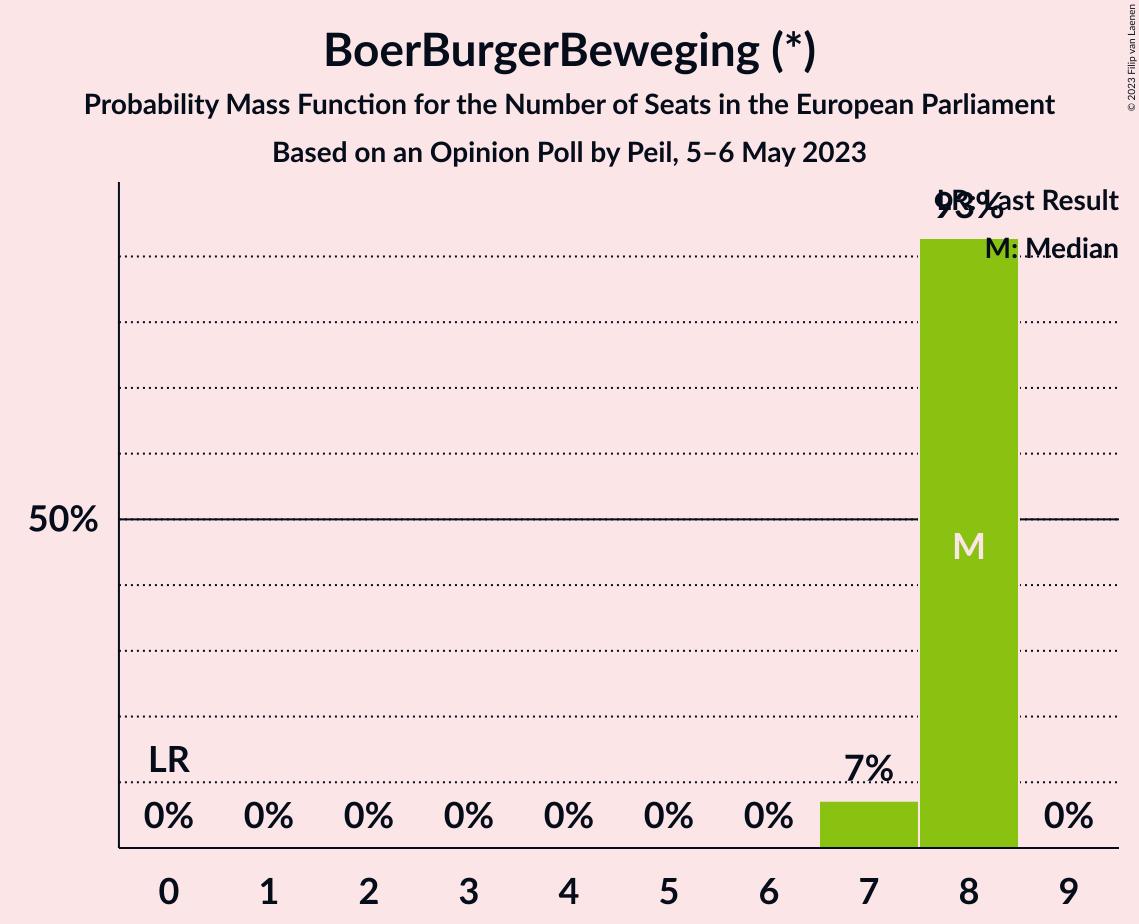 BoerBurgerBeweging (*)
Probability Mass Function for the Number of Seats in the European Parliament
Based on an Opinion Poll by Peil, 5–6 May 2023
© 2023 Filip van Laenen
LR: Last Result
93%
M: Median
50%
M
LR
7%
0% 0% 0% 0% 0% 0% 0% 0%
0 1 2 3 4 5 6 7 8 9